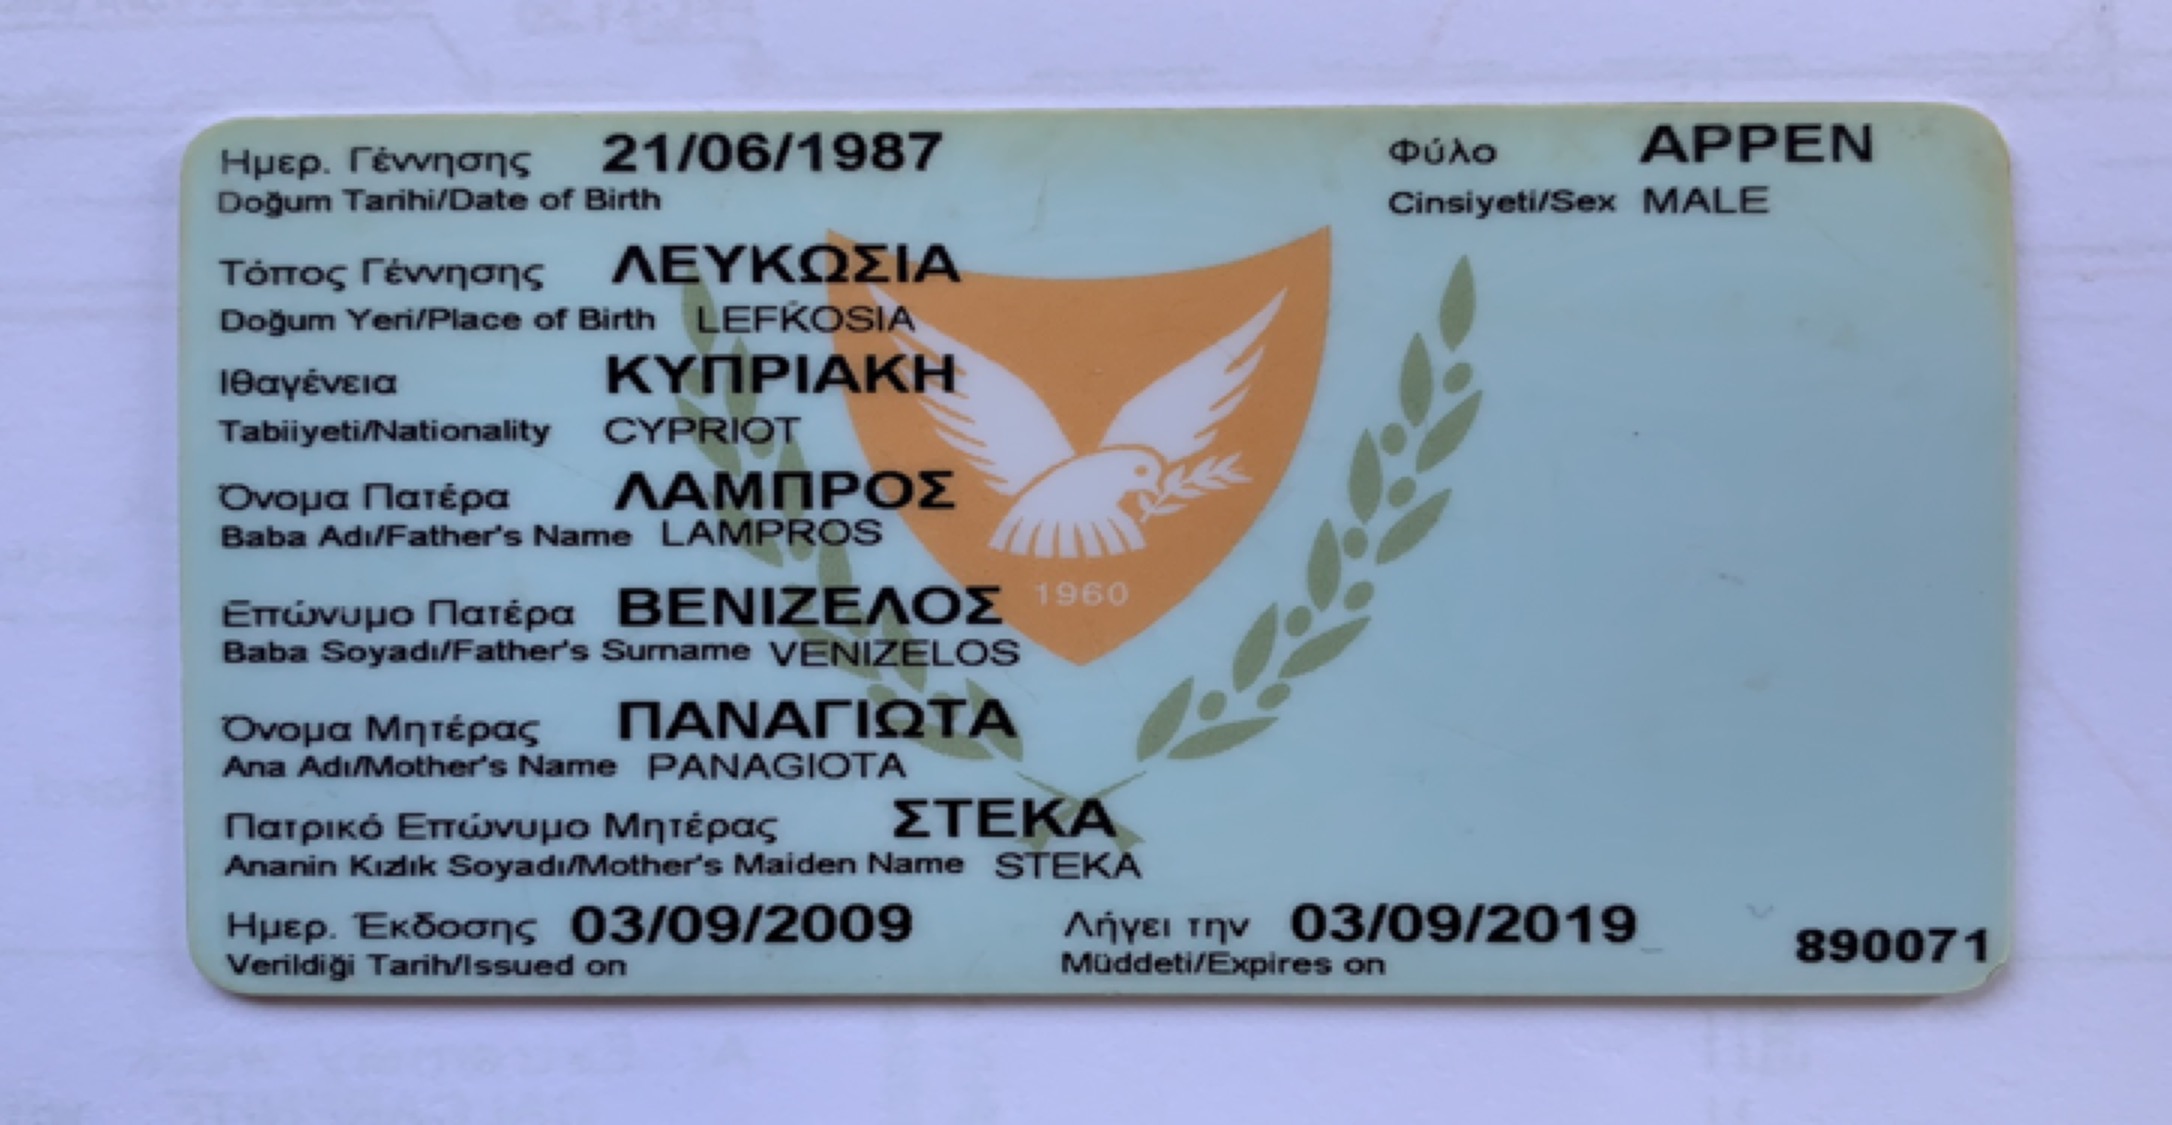 Ημερ. Γέννησης 21/06/1987 Φύλο ΑΡΡΕΝ
Doğum Tarihi/Date of Birth Cinsiyeti/Sex MALE
Τόπος Γέννησης ΛΕΥΚΩΣΙΑ
Doğum Yeri/Place of Birth LEFKOSIA
Ιθαγένεια ΚΥΠΡΙΑΚΗ
Tabiiyeti/Nationality CYPRIOT
Όνομα Πατέρα ΛΑΜΠΡΟΣ
Baba Adı/Father's Name LAMPROS
1960
Επώνυμο Πατέρα ΒΕΝΙΖΕΛΟΣ
Baba Soyadı/Father's Surname VENIZELOS
Όνομα Μητέρας ΠΑΝΑΓΙΩΤΑ
Ana Adı/Mother's Name PANAGIOTA
Πατρικό Επώνυμο Μητέρας ΣΤΕΚΑ
Ananin Kızlık Soyadı/Mother's Maiden Name STEKA
Ημερ. Έκδοσης 03/09/2009 Λήγει την 03/09/2019 890071
Verildiği Tarih/Issued on Müddeti/Expires on